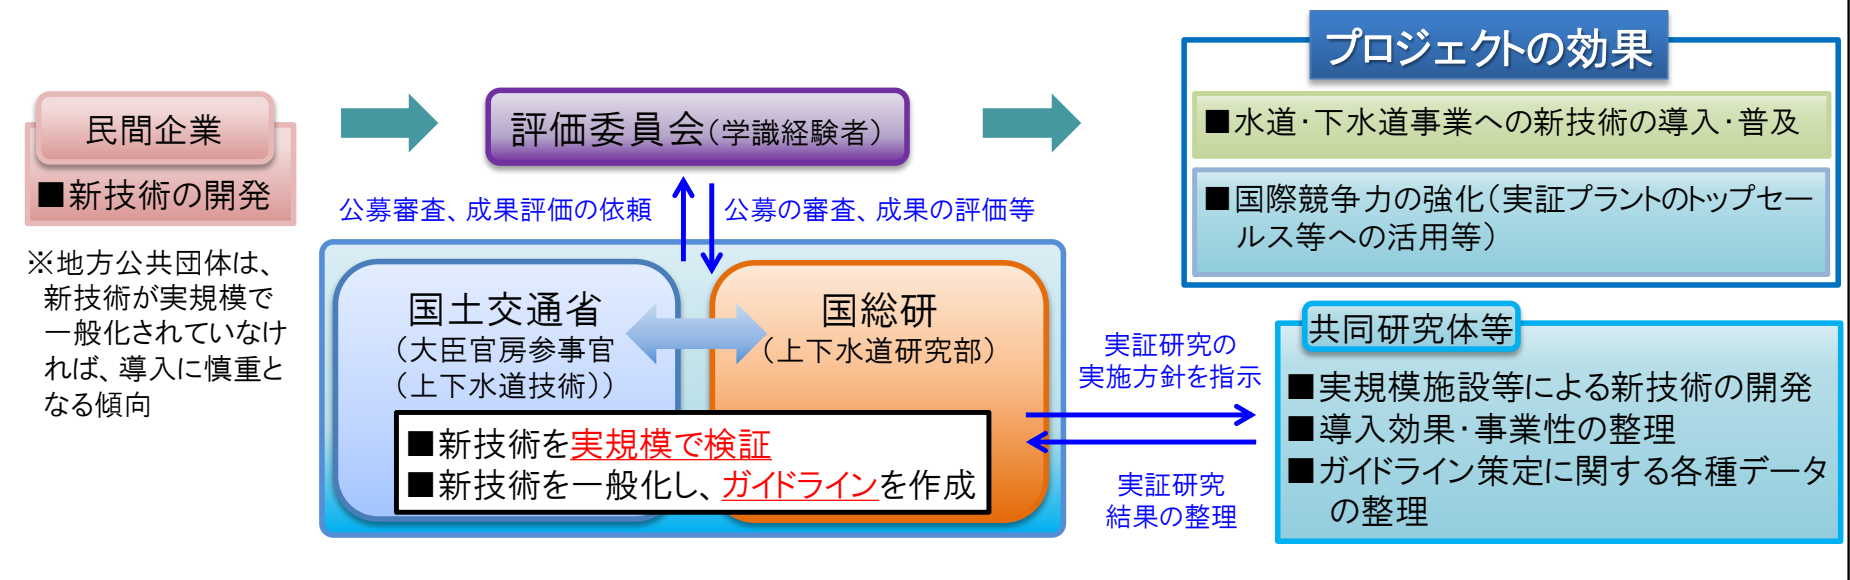 民間企業
■新技術の開発
※地方公共団体は、
新技術が実規模で
一般化されていなけ
れば、導入に慎重と
なる傾向
評価委員会（学識経験者）
公募審査、成果評価の依頼
公募の審査、成果の評価等
国土交通省
（大臣官房参事官
（上下水道技術））
国総研
（上下水道研究部）
■新技術を実規模で検証
■新技術を一般化し、ガイドラインを作成
プロジェクトの効果
■水道・下水道事業への新技術の導入・普及
■国際競争力の強化（実証プラントのトップセー
ルス等への活用等）
実証研究の
実施方針を指示
実証研究
結果の整理
共同研究体等
■実規模施設等による新技術の開発
■導入効果・事業性の整理
■ガイドライン策定に関する各種データ
の整理